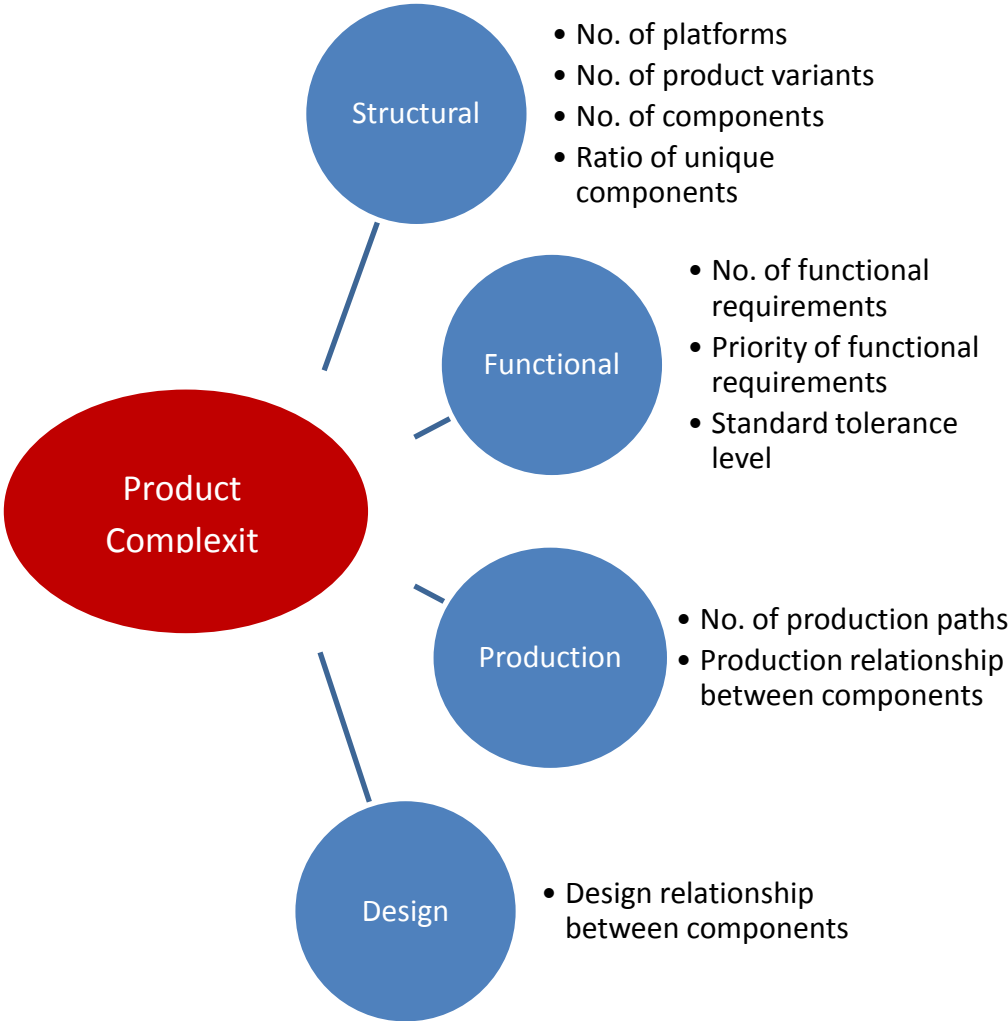 Structural
• No. of platforms
• No. of product variants
• No. of components
• Ratio of unique
components
Functional
• No. of functional
requirements
• Priority of functional
requirements
• Standard tolerance
level
Product
Complexit
Production
• No. of production paths
• Production relationship
between components
Design
• Design relationship
between components